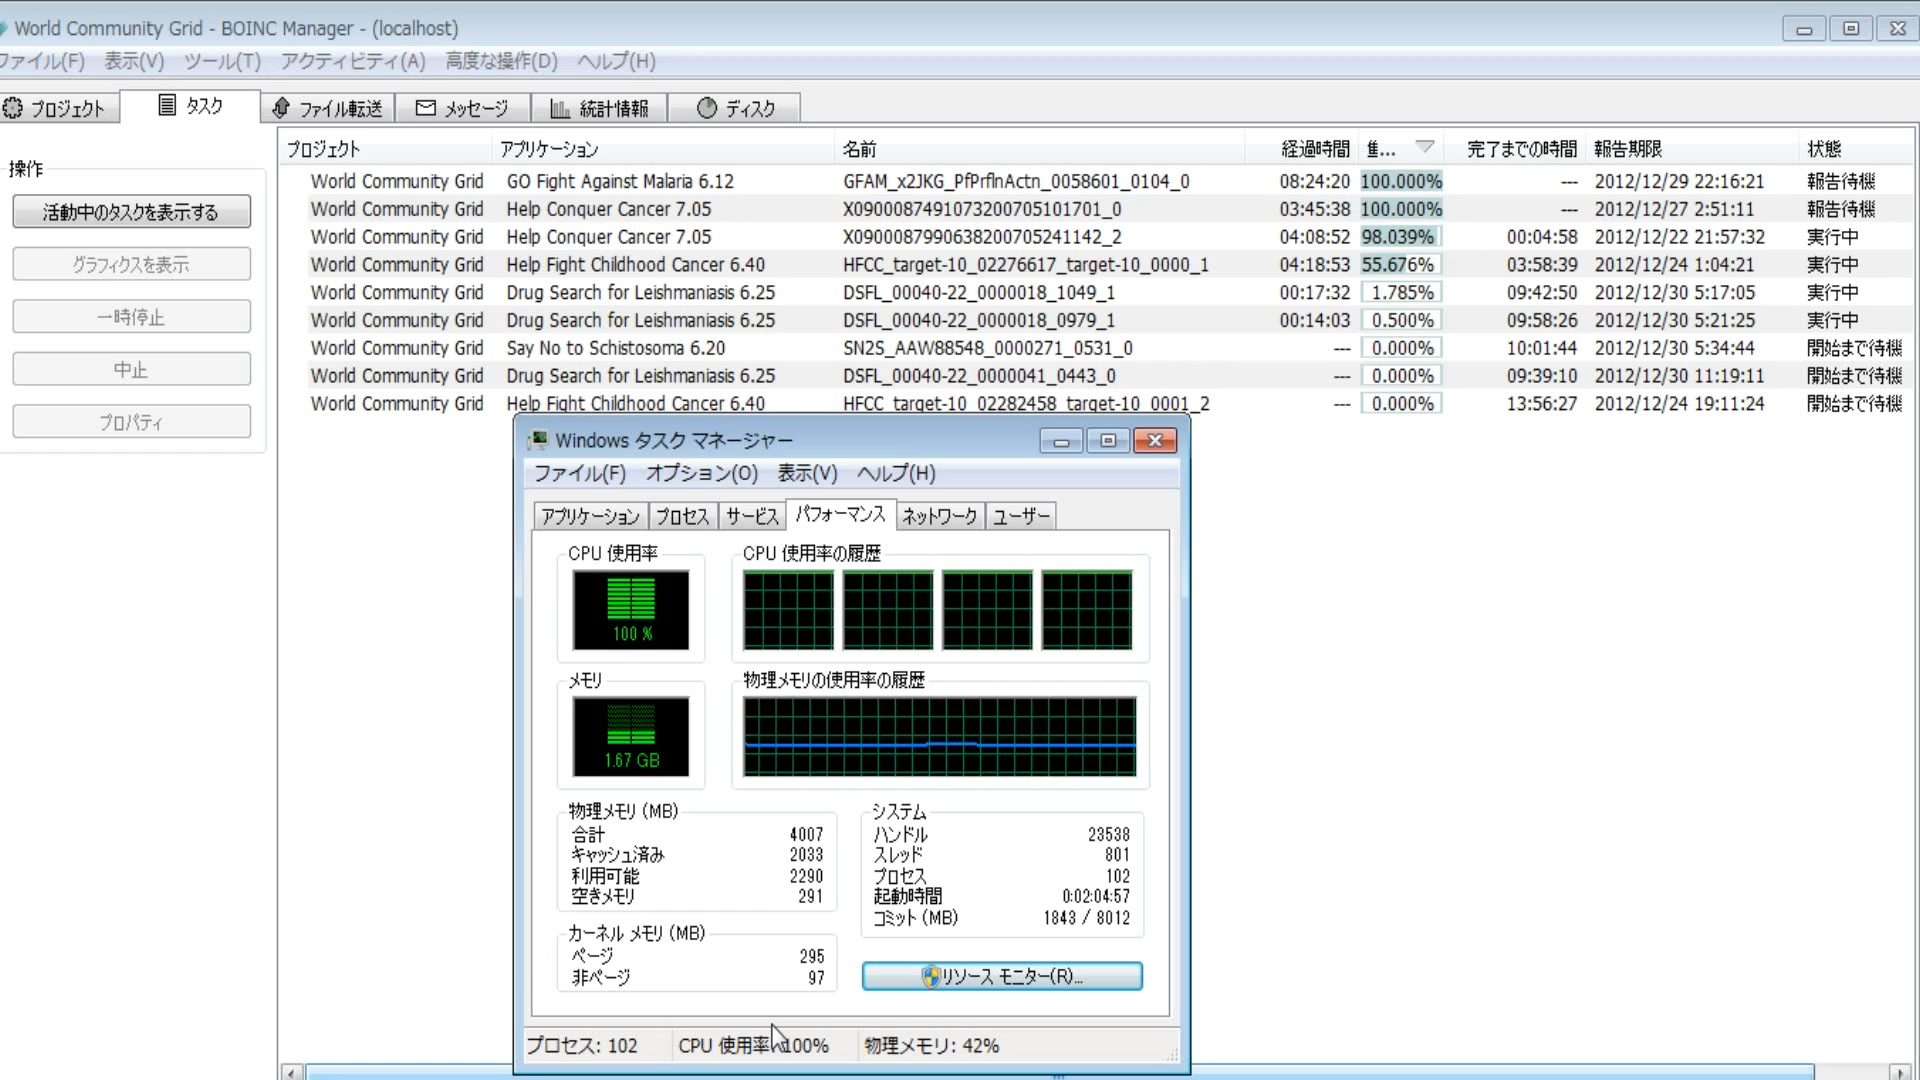 World Community Grid - BOINC Manager - (localhost)
ファイル(F) 表示(V) ツール(T) アクティビティ(A) 高度な操作(D) ヘルプ(H)
プロジェクト タスク ファイル転送 メッセージ 統計情報 ディスク
操作
活動中のタスクを表示する
グラフィクスを表示
一時停止
中止
プロパティ
プロジェクト アプリケーション 名前 経過時間 進... 完了までの時間 報告期限 状態
World Community Grid GO Fight Against Malaria 6.12 GFAM_x2JKG_PfPrfInActn_0058601_0104_0 08:24:20 100.000% --- 2012/12/29 22:16:21 報告待機
World Community Grid Help Conquer Cancer 7.05 X0900087491073200705101701_0 03:45:38 100.000% --- 2012/12/27 2:51:11 報告待機
World Community Grid Help Conquer Cancer 7.05 X0900087990638200705241142_2 04:08:52 98.039% 00:04:58 2012/12/22 21:57:32 実行中
World Community Grid Help Fight Childhood Cancer 6.40 HFCC_target-10_02276617_target-10_0000_1 04:18:53 55.676% 03:58:39 2012/12/24 1:04:21 実行中
World Community Grid Drug Search for Leishmaniasis 6.25 DSFL_00040-22_0000018_1049_1 00:17:32 1.785% 09:42:50 2012/12/30 5:17:05 実行中
World Community Grid Drug Search for Leishmaniasis 6.25 DSFL_00040-22_0000018_0979_1 00:14:03 0.500% 09:58:26 2012/12/30 5:21:25 実行中
World Community Grid Say No to Schistosoma 6.20 SN2S_AAW88548_0000271_0531_0 --- 0.000% 10:01:44 2012/12/30 5:34:44 開始まで待機
World Community Grid Drug Search for Leishmaniasis 6.25 DSFL_00040-22_0000041_0443_0 --- 0.000% 09:39:10 2012/12/30 11:19:11 開始まで待機
World Community Grid Help Fight Childhood Cancer 6.40 HFCC_target-10_02282458_target-10_0001_2 --- 0.000% 13:56:27 2012/12/24 19:11:24 開始まで待機
Windows タスク マネージャー
ファイル(F) オプション(O) 表示(V) ヘルプ(H)
アプリケーション プロセス サービス パフォーマンス ネットワーク ユーザー
CPU 使用率 CPU 使用率の履歴
100 %
メモリ 物理メモリの使用率の履歴
1.67 GB
物理メモリ (MB)
合計 4007
キャッシュ済み 2033
利用可能 2290
空きメモリ 291
カーネル メモリ (MB)
ページ 295
非ページ 97
システム
ハンドル 23538
スレッド 801
プロセス 102
起動時間 0:02:04:57
コミット (MB) 1843 / 8012
リソース モニター(R)...
プロセス: 102 CPU 使用率: 100% 物理メモリ: 42%